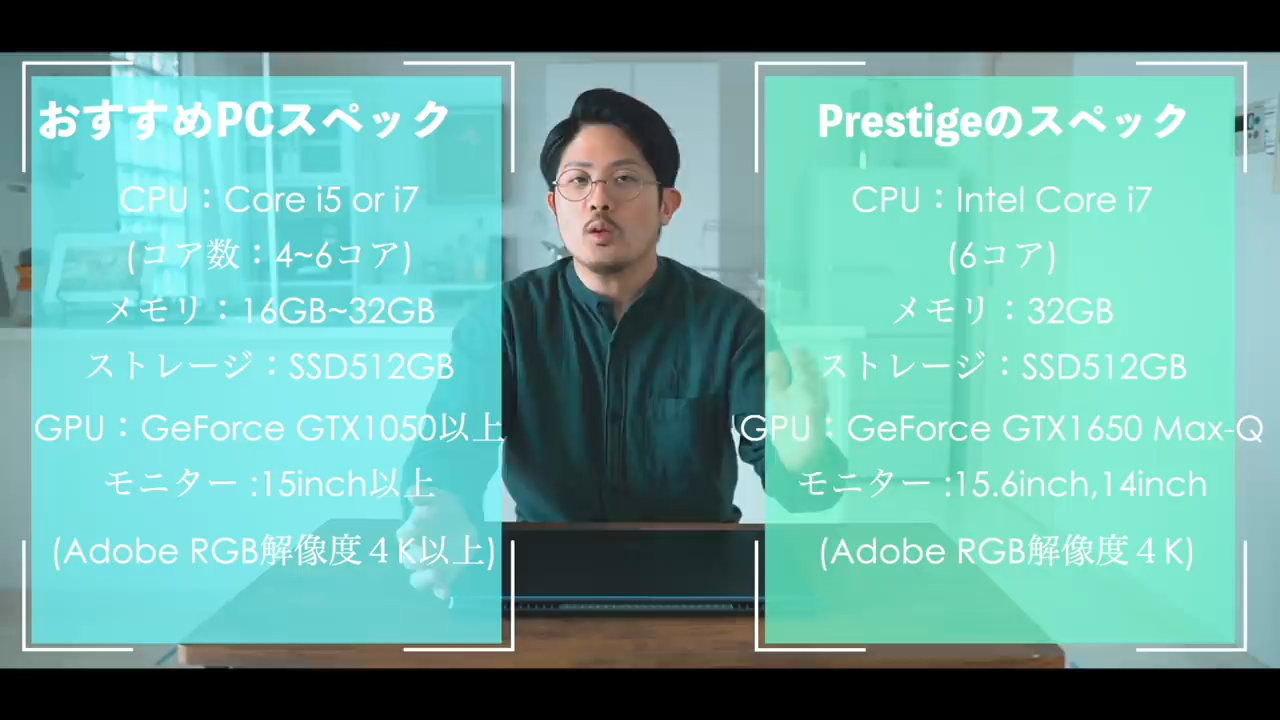 おすすめPCスペック
CPU：Core i5 or i7
(コア数：4~6コア)
メモリ：16GB~32GB
ストレージ：SSD512GB
GPU：GeForce GTX1050以上
モニター :15inch以上
(Adobe RGB解像度４K以上)
Prestigeのスペック
CPU：Intel Core i7
(6コア)
メモリ：32GB
ストレージ：SSD512GB
GPU：GeForce GTX1650 Max-Q
モニター :15.6inch,14inch
(Adobe RGB解像度４K)